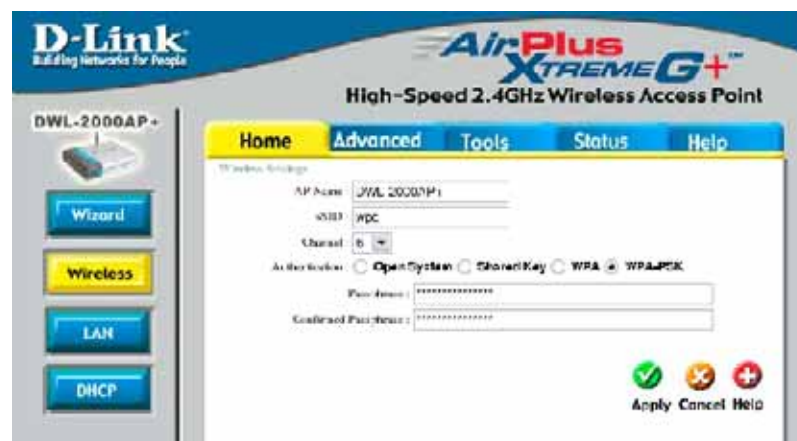 D-Link
Building Networks for People
AirPlus
XTREME G+™
High-Speed 2.4GHz Wireless Access Point
DWL-2000AP+
Home Advanced Tools Status Help
Wireless Settings
AP Name : DWL-2000AP+
SSID : wpc
Channel : 6
Authentication : Open System Shared Key WPA WPA-PSK
Passphrase : ***************
Confirmed Passphrase : ***************
Wizard
Wireless
LAN
DHCP
Apply Cancel Help